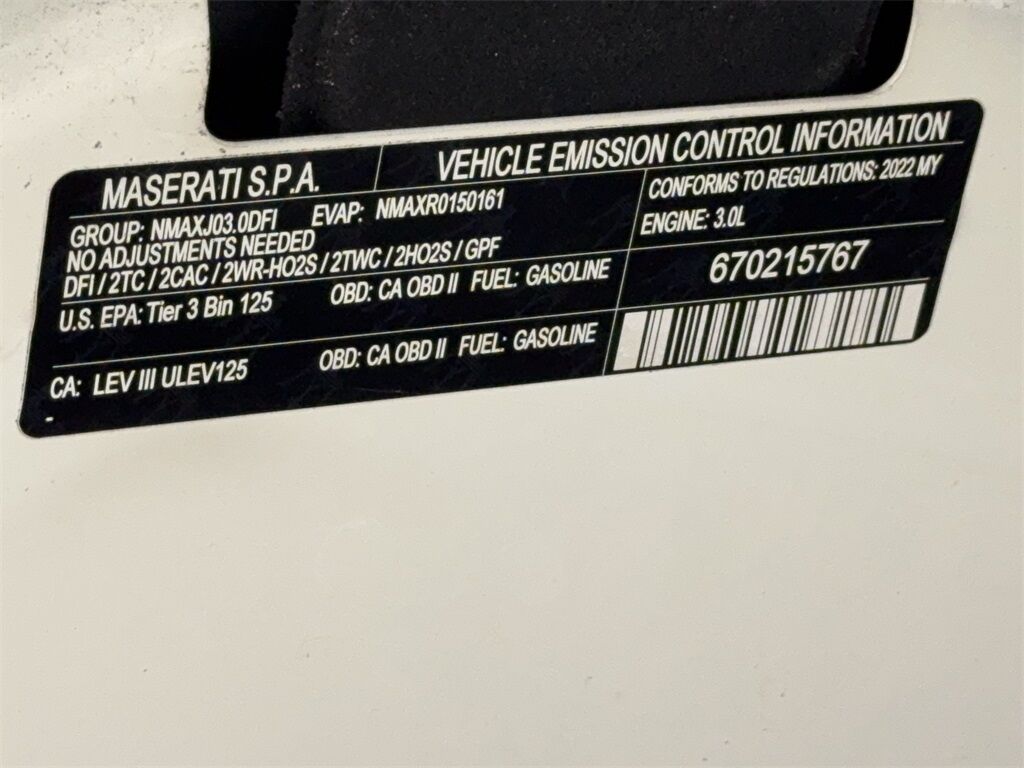 MASERATI S.P.A.
VEHICLE EMISSION CONTROL INFORMATION
GROUP: NMAXJ03.0DFI EVAP: NMAXR0150161
NO ADJUSTMENTS NEEDED
DFI / 2TC / 2CAC / 2WR-HO2S / 2TWC / 2HO2S / GPF
U.S. EPA: Tier 3 Bin 125 OBD: CA OBD II FUEL: GASOLINE
CA: LEV III ULEV125 OBD: CA OBD II FUEL: GASOLINE
CONFORMS TO REGULATIONS: 2022 MY
ENGINE: 3.0L
670215767